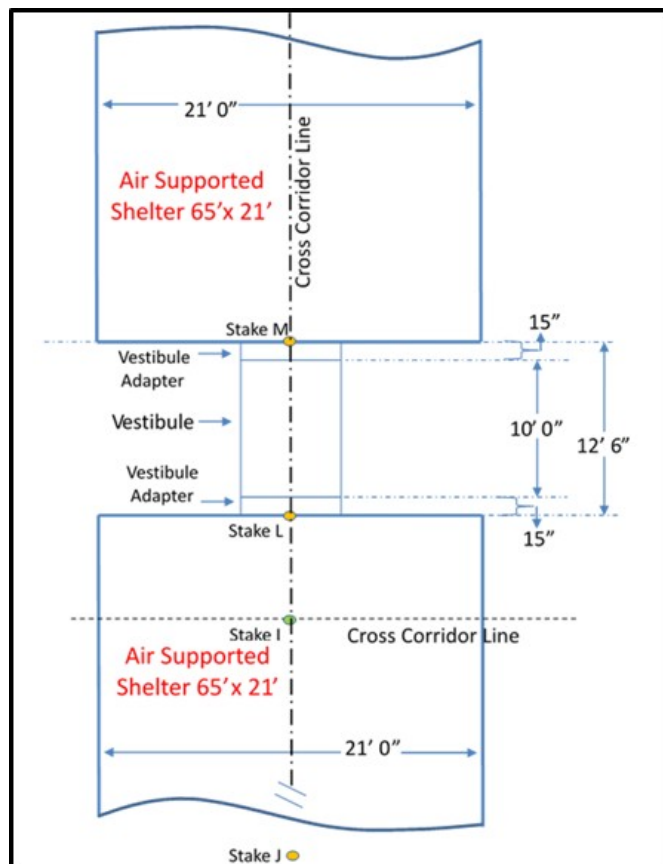 21’ 0”
Cross Corridor Line
Air Supported
Shelter 65’x 21’
Stake M
15”
Vestibule
Adapter
Vestibule
10’ 0”
12’ 6”
Vestibule
Adapter
Stake L
15”
Stake I
Cross Corridor Line
Air Supported
Shelter 65’x 21’
21’ 0”
Stake J